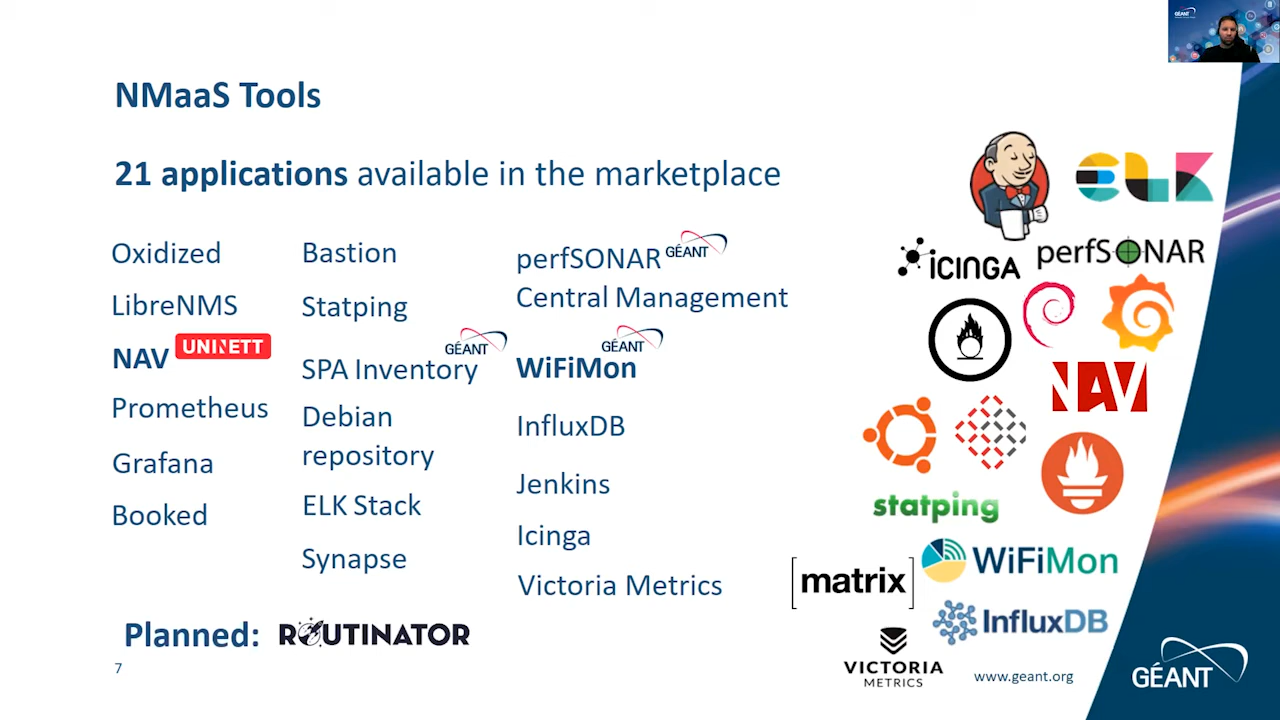 GÉANT
NMaaS Tools
21 applications available in the marketplace
Oxidized
LibreNMS
NAV UNINETT
Prometheus
Grafana
Booked
Bastion
Statping
GÉANT
SPA Inventory
Debian
repository
ELK Stack
Synapse
perfSONAR GÉANT
Central Management
GÉANT
WiFiMon
InfluxDB
Jenkins
Icinga
Victoria Metrics
ELK
ICINGA
perfSONAR
NAV
statping
WiFiMon
[matrix]
InfluxDB
VICTORIA
METRICS
Planned: ROUTINATOR
7
www.geant.org
GÉANT